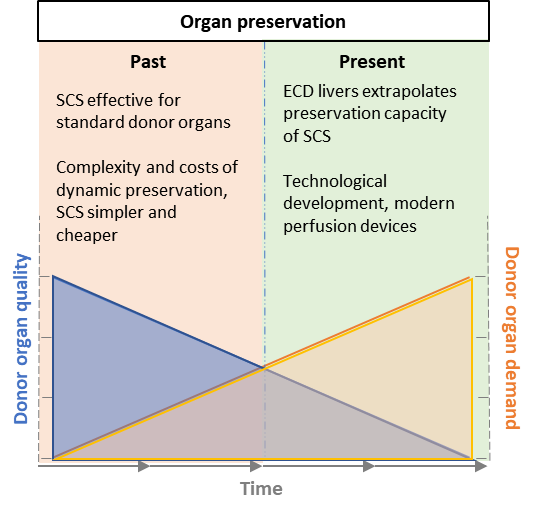 Organ preservation
Past
SCS effective for
standard donor organs
Complexity and costs of
dynamic preservation,
SCS simpler and
cheaper
Present
ECD livers extrapolates
preservation capacity
of SCS
Technological
development, modern
perfusion devices
Donor organ quality
Donor organ demand
Time